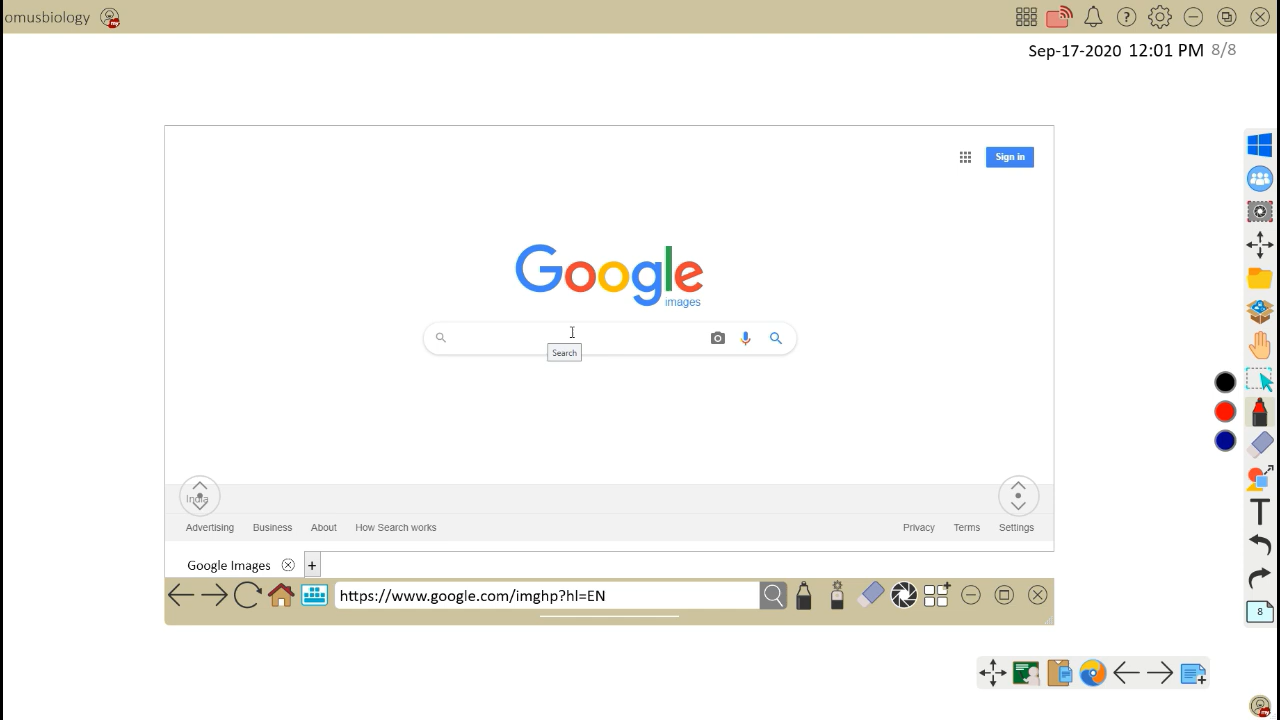 omusbiology
Sep-17-2020 12:01 PM 8/8
Sign in
Google
images
Search
India
Advertising Business About How Search works Privacy Terms Settings
Google Images +
https://www.google.com/imghp?hl=EN
T
8